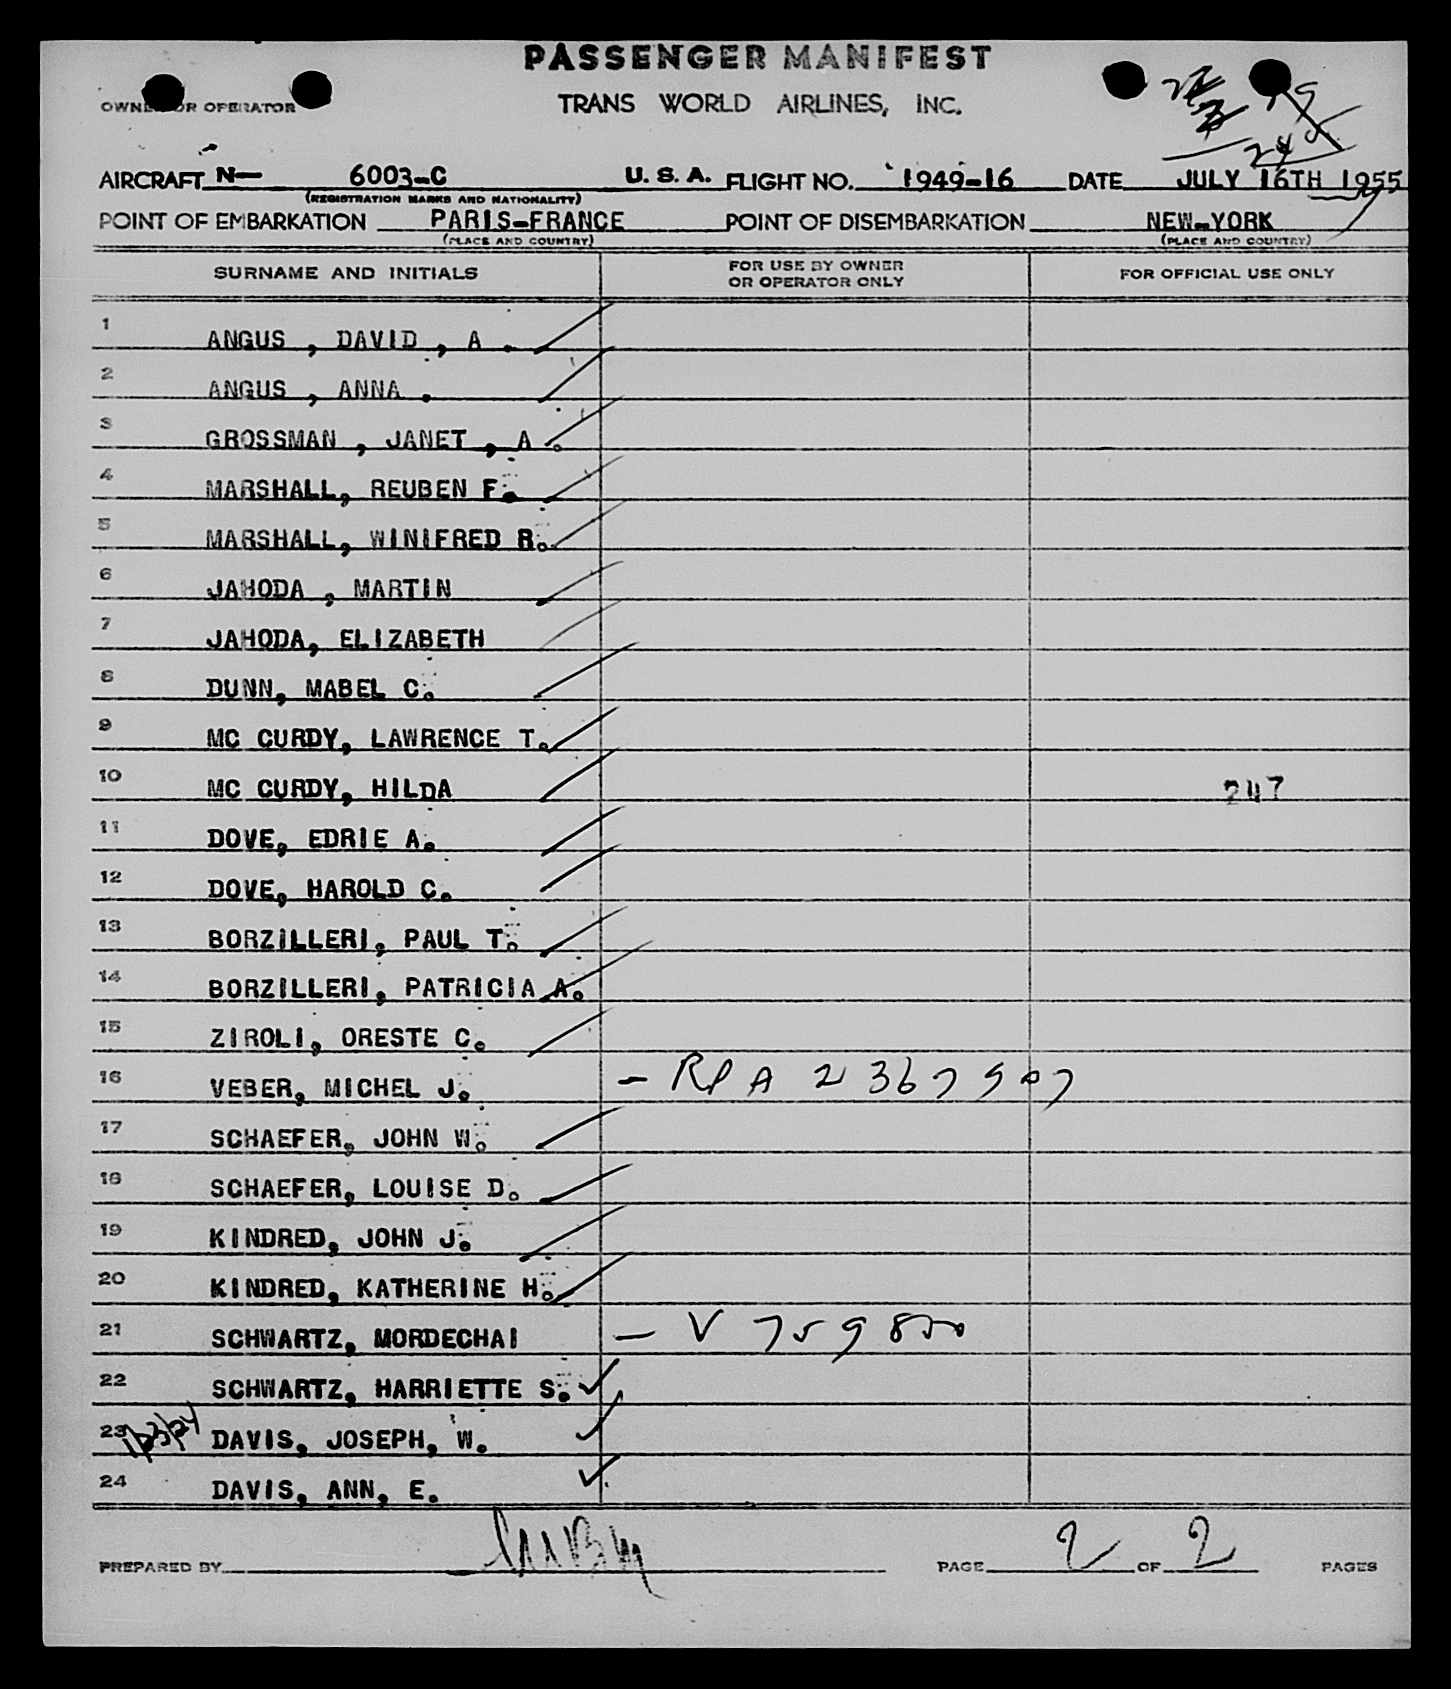 PASSENGER MANIFEST
OWNER OR OPERATOR TRANS WORLD AIRLINES, INC.
AIRCRAFT N— 6003-C U. S. A. FLIGHT NO. 1949-16 DATE JULY 16TH 1955
(REGISTRATION MARKS AND NATIONALITY)
POINT OF EMBARKATION PARIS-FRANCE POINT OF DISEMBARKATION NEW-YORK
(PLACE AND COUNTRY) (PLACE AND COUNTRY)
SURNAME AND INITIALS FOR USE BY OWNER OR OPERATOR ONLY FOR OFFICIAL USE ONLY
1 ANGUS , DAVID , A .
2 ANGUS , ANNA .
3 GROSSMAN , JANET , A .
4 MARSHALL, REUBEN F.
5 MARSHALL, WINIFRED R.
6 JAHODA , MARTIN
7 JAHODA, ELIZABETH
8 DUNN, MABEL C.
9 MC CURDY, LAWRENCE T.
10 MC CURDY, HILDA 247
11 DOVE, EDRIE A.
12 DOVE, HAROLD C.
13 BORZILLERI, PAUL T.
14 BORZILLERI, PATRICIA A.
15 ZIROLI, ORESTE C.
16 VEBER, MICHEL J. — RPA 2367907
17 SCHAEFER, JOHN W.
18 SCHAEFER, LOUISE D.
19 KINDRED, JOHN J.
20 KINDRED, KATHERINE H.
21 SCHWARTZ, MORDECHAI — V 759850
22 SCHWARTZ, HARRIETTE S.
23 DAVIS, JOSEPH, W.
24 DAVIS, ANN, E.
PREPARED BY PAGE 2 OF 2 PAGES